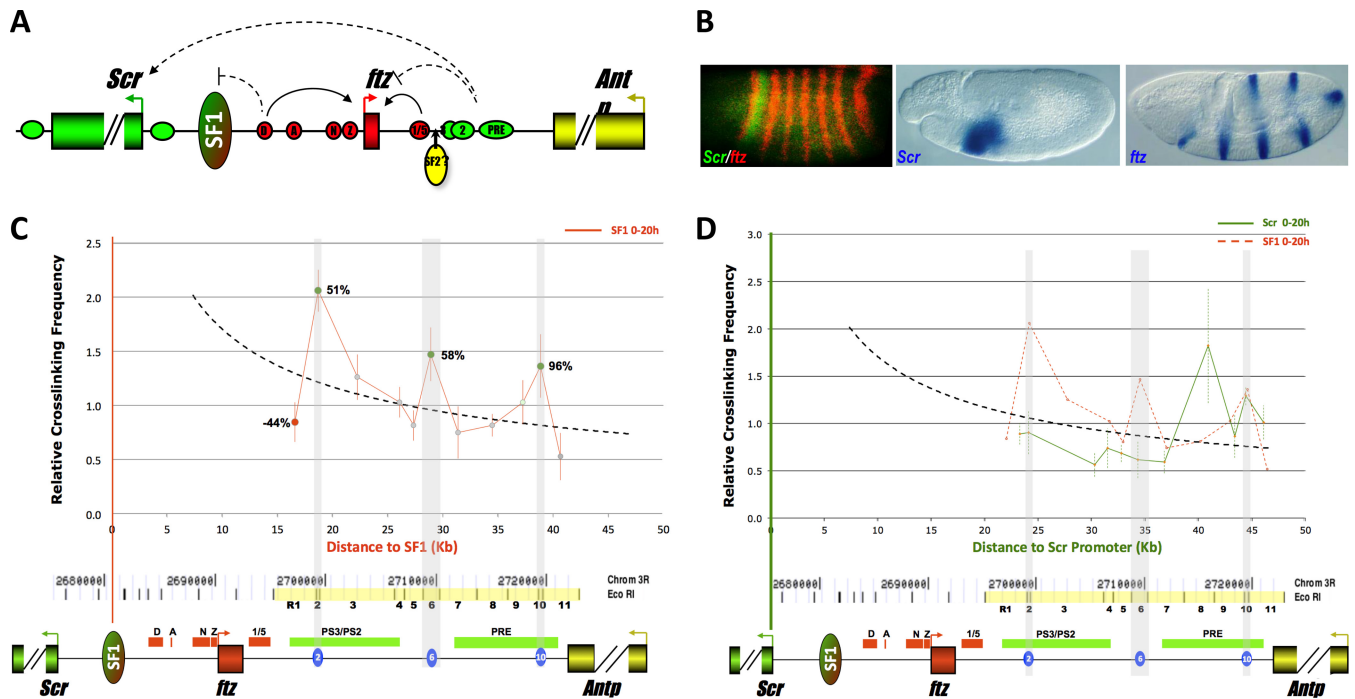 A
Scr
ftz
Ant
p
SF1
D
A
N
Z
1/5
2
PRE
SF2 ?
B
Scr/ftz
Scr
ftz
C
SF1 0-20h
Relative Crosslinking Frequency
2.5
2.0
1.5
1.0
0.5
0.0
51%
58%
96%
-44%
0 5 10 15 20 25 30 35 40 45 50
Distance to SF1 (Kb)
2680000 2690000 2700000 2710000 2720000
Chrom 3R
Eco RI
R1 2 3 4 5 6 7 8 9 10 11
D A N Z 1/5 PS3/PS2 PRE
SF1
2 6 10
Scr ftz Antp
D
Scr 0-20h
SF1 0-20h
Relative Crosslinking Frequency
3.0
2.5
2.0
1.5
1.0
0.5
0.0
0 5 10 15 20 25 30 35 40 45 50
Distance to Scr Promoter (Kb)
2680000 2690000 2700000 2710000 2720000
Chrom 3R
Eco RI
R1 2 3 4 5 6 7 8 9 10 11
D A N Z 1/5 PS3/PS2 PRE
SF1
2 6 10
Scr ftz Antp